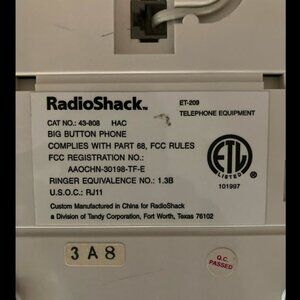 RadioShack™ ET-209
CAT NO.: 43-808 HAC TELEPHONE EQUIPMENT
BIG BUTTON PHONE
COMPLIES WITH PART 68, FCC RULES
FCC REGISTRATION NO.:
AAOCHN-30198-TF-E
RINGER EQUIVALENCE NO.: 1.3B
U.S.O.C.: RJ11
ETL
LISTED
101997
Custom Manufactured in China for RadioShack
a Division of Tandy Corporation, Fort Worth, Texas 76102
3A8
Q.C.
PASSED